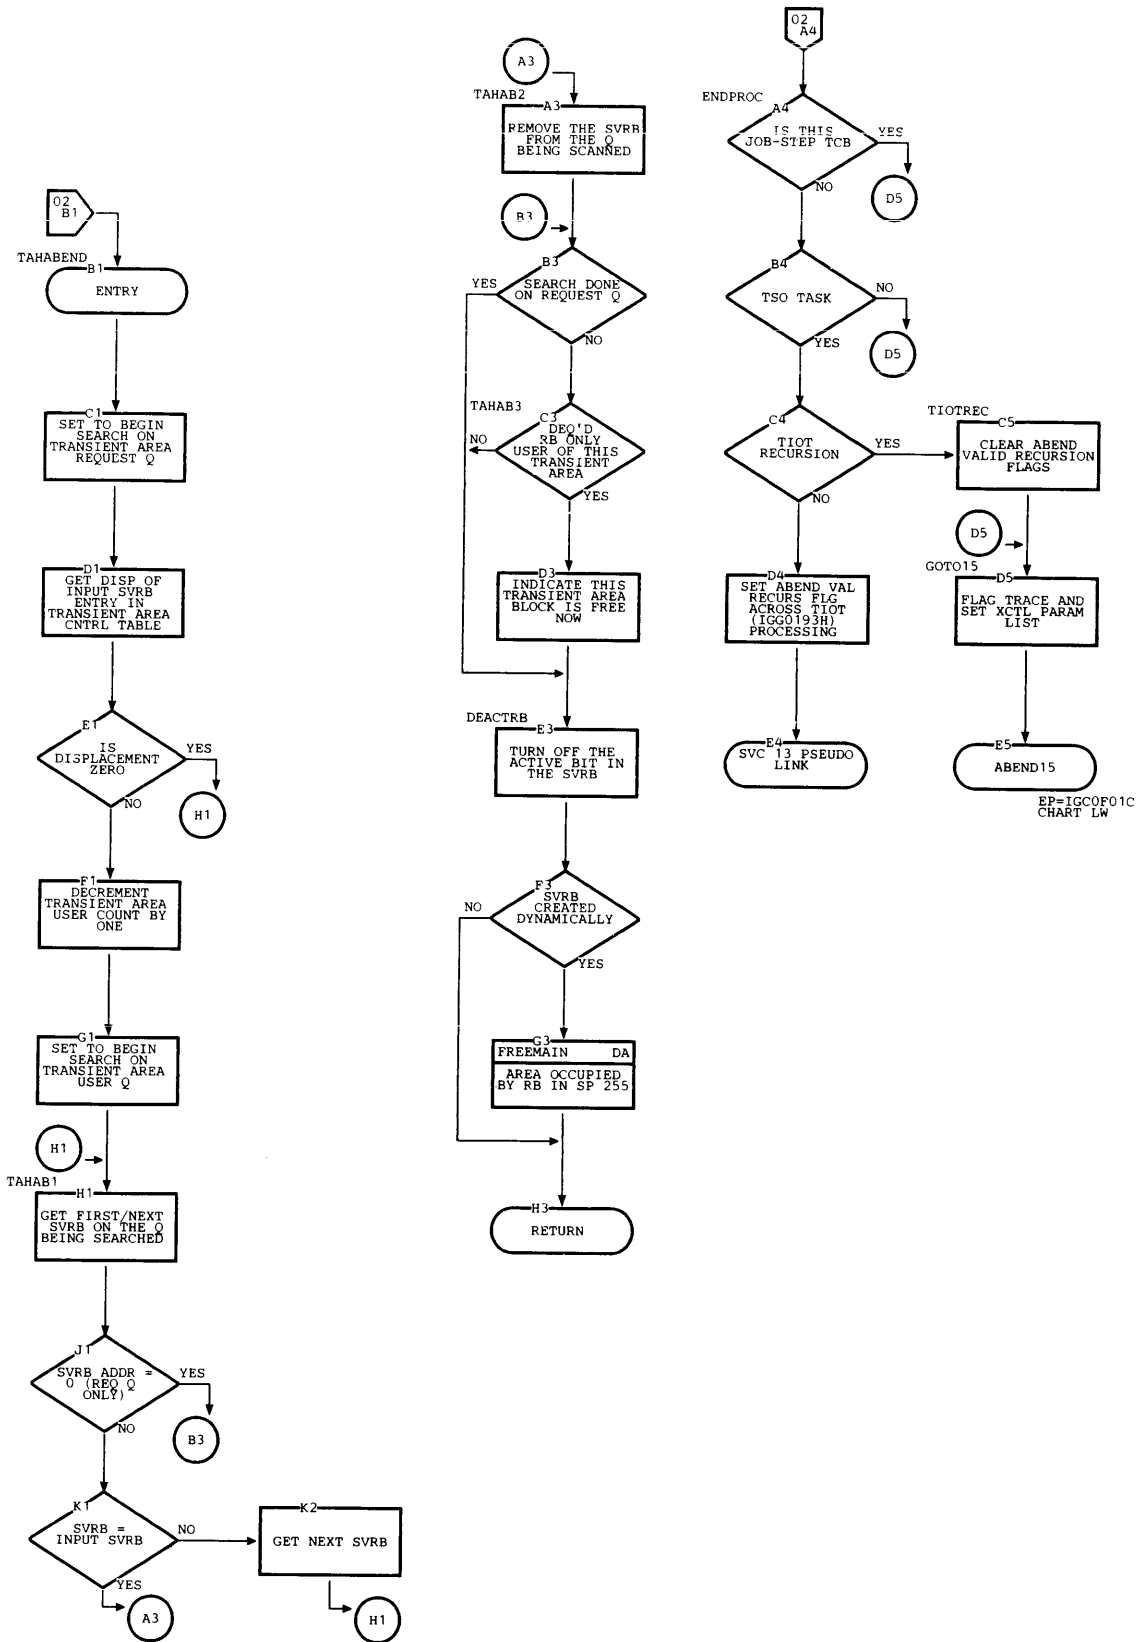 02
B1
TAHABEND
B1
ENTRY
C1
SET TO BEGIN
SEARCH ON
TRANSIENT AREA
REQUEST Q
D1
GET DISP OF
INPUT SVRB
ENTRY IN
TRANSIENT AREA
CNTRL TABLE
E1
IS
DISPLACEMENT
ZERO
YES
H1
NO
F1
DECREMENT
TRANSIENT AREA
USER COUNT BY
ONE
G1
SET TO BEGIN
SEARCH ON
TRANSIENT AREA
USER Q
H1
TAHAB1
H1
GET FIRST/NEXT
SVRB ON THE Q
BEING SEARCHED
J1
SVRB ADDR =
0 (REQ Q
ONLY)
YES
B3
NO
K1
SVRB =
INPUT SVRB
NO
YES
A3
K2
GET NEXT SVRB
H1
A3
TAHAB2
A3
REMOVE THE SVRB
FROM THE Q
BEING SCANNED
B3
B3
SEARCH DONE
ON REQUEST Q
YES
NO
TAHAB3
C3
DEQ'D
RB ONLY
USER OF THIS
TRANSIENT
AREA
NO
YES
D3
INDICATE THIS
TRANSIENT AREA
BLOCK IS FREE
NOW
DEACTRB
E3
TURN OFF THE
ACTIVE BIT IN
THE SVRB
F3
SVRB
CREATED
DYNAMICALLY
NO
YES
G3
FREEMAIN DA
AREA OCCUPIED
BY RB IN SP 255
H3
RETURN
02
A4
ENDPROC
A4
IS THIS
JOB-STEP TCB
YES
D5
NO
B4
TSO TASK
NO
D5
YES
C4
TIOT
RECURSION
YES
NO
D4
SET ABEND VAL
RECURS FLG
ACROSS TIOT
(IGG0193H)
PROCESSING
E4
SVC 13 PSEUDO
LINK
TIOTREC
C5
CLEAR ABEND
VALID RECURSION
FLAGS
D5
GOTO15
D5
FLAG TRACE AND
SET XCTL PARAM
LIST
E5
ABEND15
EP=IGC0F01C
CHART LW